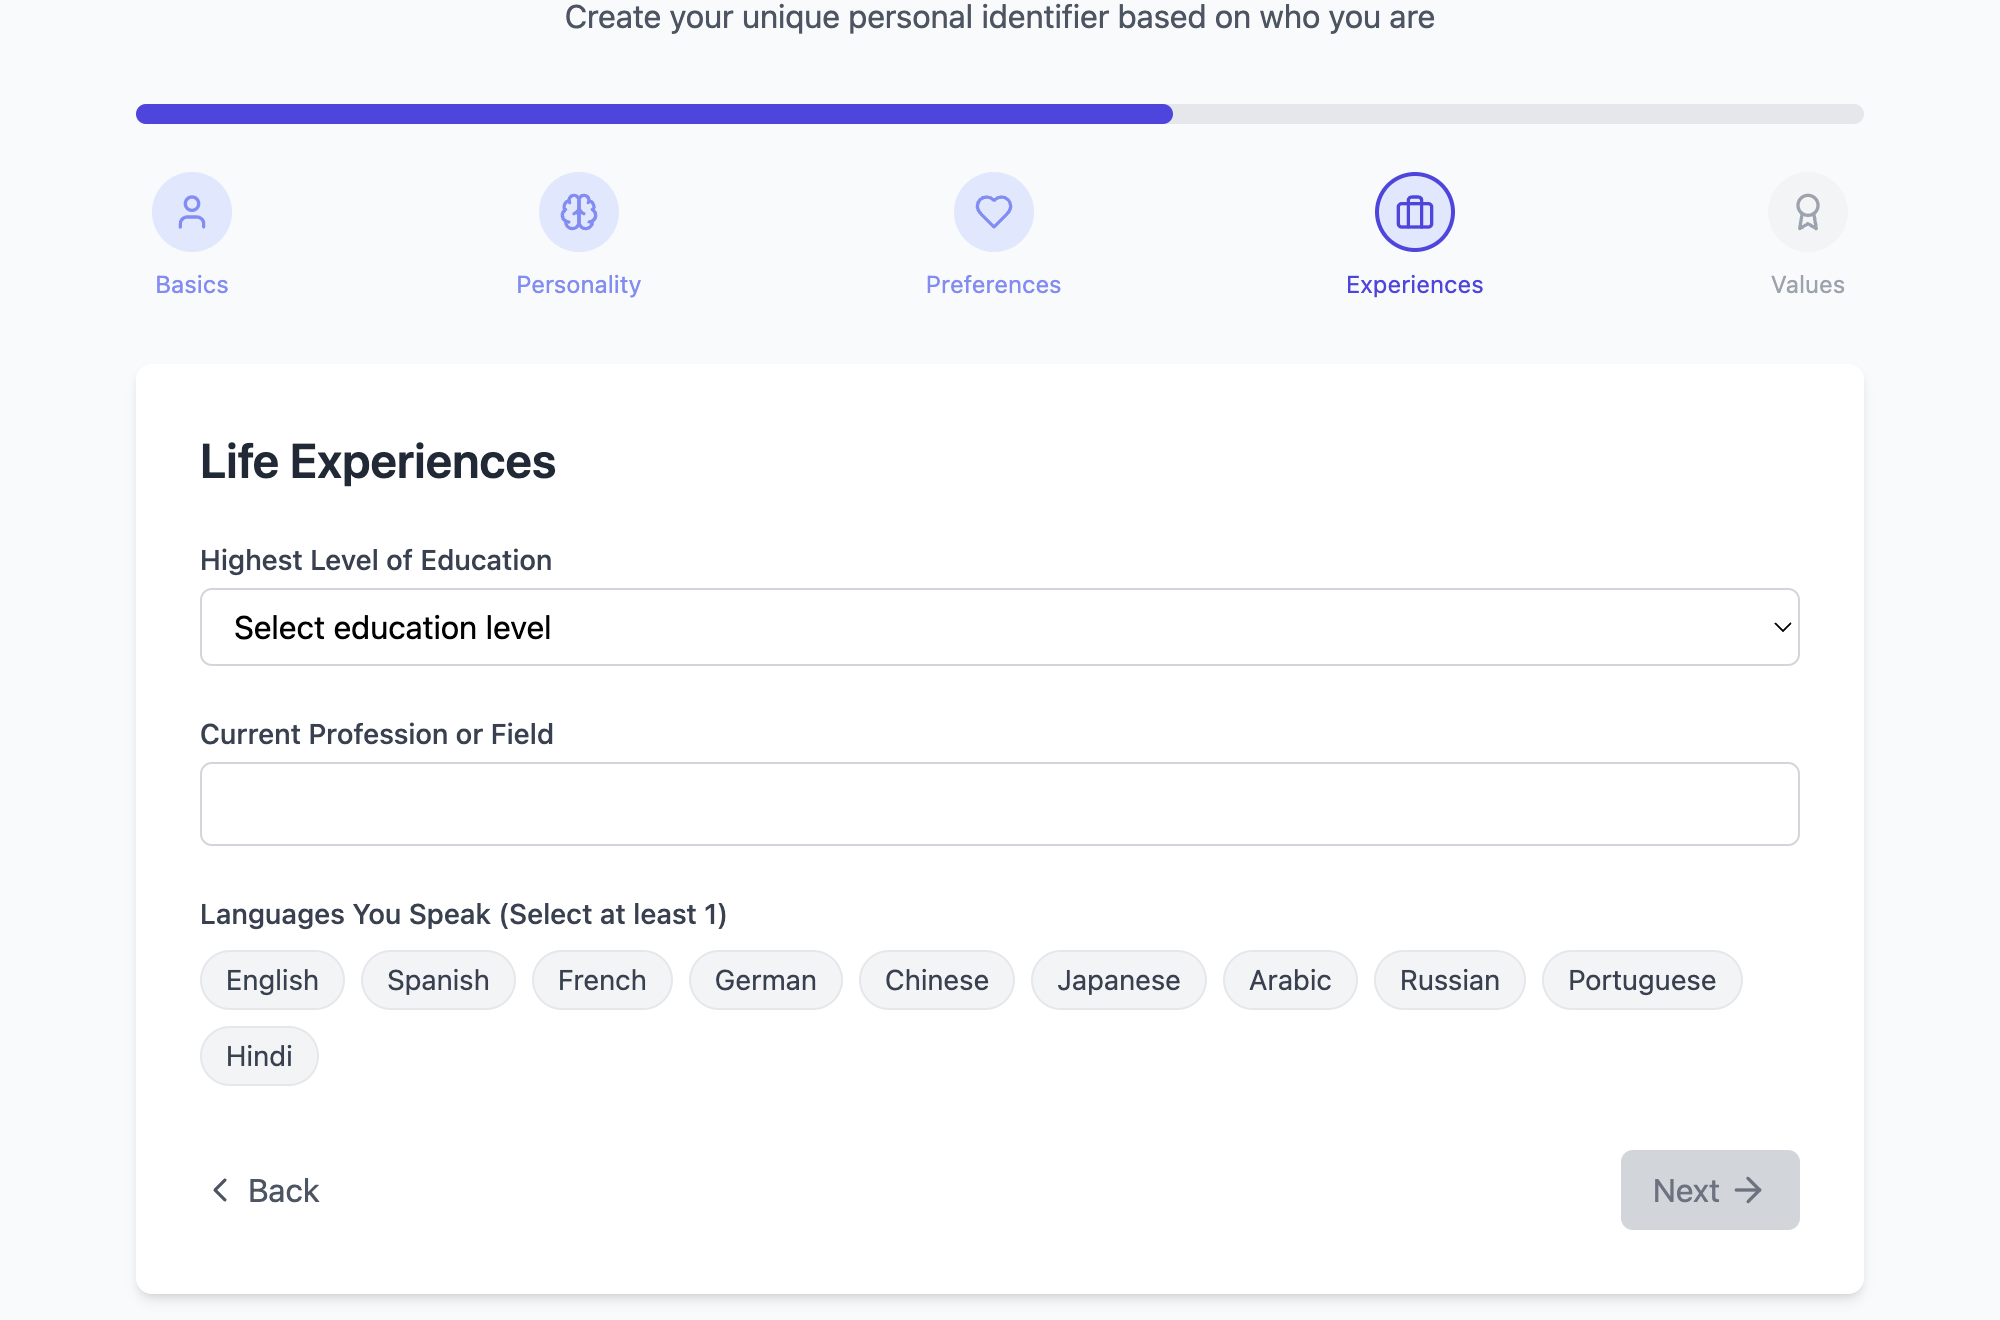 Create your unique personal identifier based on who you are
Basics
Personality
Preferences
Experiences
Values
Life Experiences
Highest Level of Education
Select education level
Current Profession or Field
Languages You Speak (Select at least 1)
English Spanish French German Chinese Japanese Arabic Russian Portuguese
Hindi
Back
Next